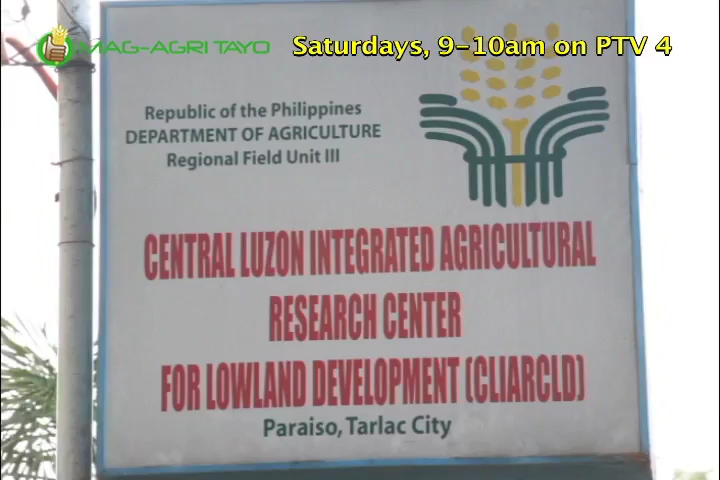 MAG-AGRI TAYO Saturdays, 9-10am on PTV 4
Republic of the Philippines
DEPARTMENT OF AGRICULTURE
Regional Field Unit III
CENTRAL LUZON INTEGRATED AGRICULTURAL
RESEARCH CENTER
FOR LOWLAND DEVELOPMENT (CLIARCLD)
Paraiso, Tarlac City